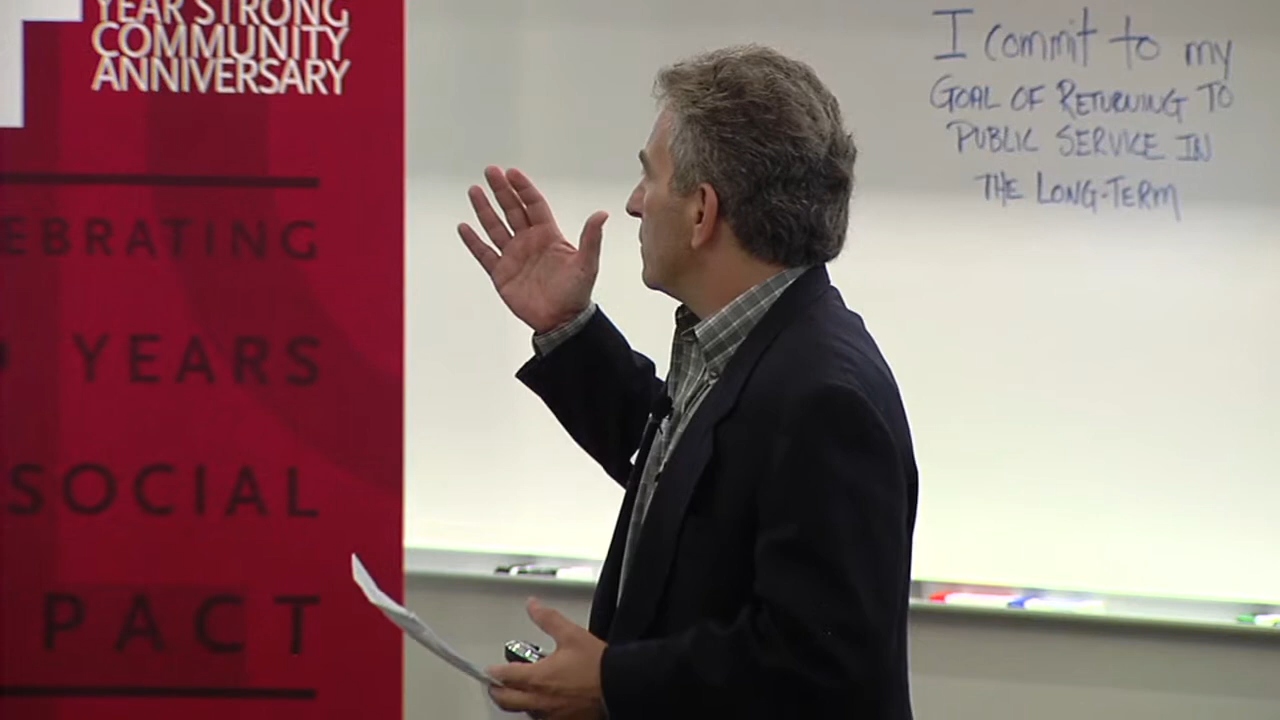 YEAR STRONG
COMMUNITY
ANNIVERSARY
EBRATING
YEARS
SOCIAL
PACT
I commit to my
GOAL OF RETURNING TO
PUBLIC SERVICE IN
THE LONG-TERM